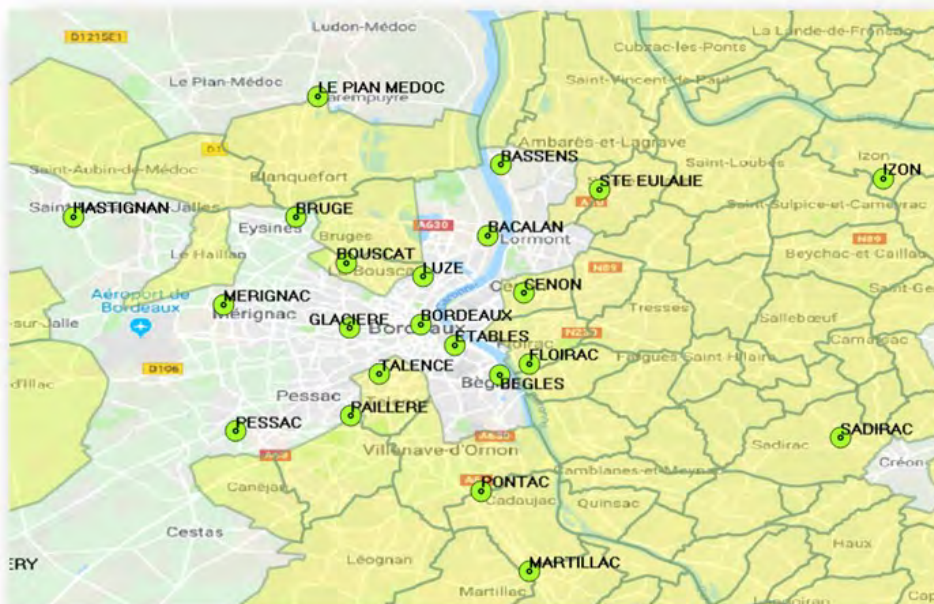 D1215E1
Ludon-Médoc
La Lande-de-Fronsac
Cubzac-les-Ponts
Le Pian-Médoc
Saint-Vincent-de-Paul
LE PIAN MEDOC
Parempuyre
Ambarès-et-Lagrave
BASSENS
Saint-Loubès
Izon
IZON
Saint-Aubin-de-Médoc
Blanquefort
STE EULALIE
Saint-Sulpice-et-Cameyrac
HASTIGNAN
BRUGE
Eysines
A630
BACALAN
Lormont
Bruges
N89
Beychac-et-Caillau
Le Haillan
BOUSCAT
Le Bouscat
LUZE
N89
CENON
Aéroport de
Bordeaux
MERIGNAC
Mérignac
Tresses
Sallebœuf
GLACIERE
BORDEAUX
Bordeaux
ETABLES
Floirac
N230
Camarsac
FLOIRAC
Fargues Saint-Hilaire
D106
TALENCE
BEGLES
Pessac
PAILLERE
PESSAC
SADIRAC
Sadirac
Villenave-d'Ornon
Créon
Canéjan
Camblanes-et-Meynac
PONTAC
Cadaujac
Quinsac
Cestas
Haux
Léognan
MARTILLAC
Martillac
ERY